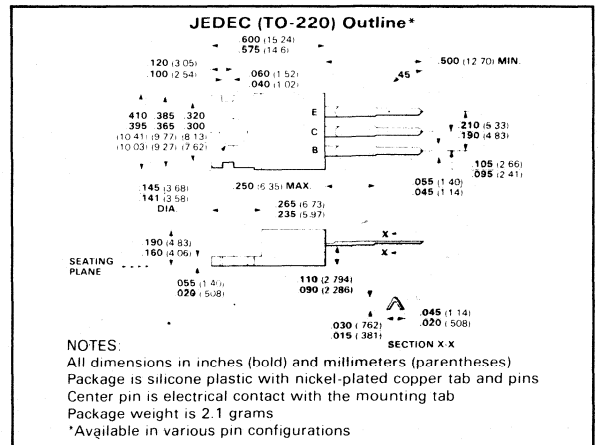 JEDEC (TO-220) Outline*
.600 (15 24)
.575 (14 6)
120 (3 05)
.100 (2 54)
.060 (1 52)
.040 (1 02)
.500 (12 70) MIN.
.45
410 .385 .320
395 .365 .300
(10 41) (9 77) (8 13)
(10 03) (9 27) (7 62)
E
C
B
.210 (5 33)
.190 (4 83)
.105 (2 66)
.095 (2 41)
.055 (1 40)
.045 (1 14)
.145 (3 68)
141 (3 58)
DIA.
.250 (6 35) MAX.
.265 (6 73)
235 (5.97)
.190 (4 83)
.160 (4 06)
SEATING
PLANE
X
X
055 (1 40)
020 (508)
.110 (2 794)
090 (2 286)
.030 (762)
.015 (381)
.045 (1 14)
.020 (508)
SECTION X-X
NOTES:
All dimensions in inches (bold) and millimeters (parentheses)
Package is silicone plastic with nickel-plated copper tab and pins
Center pin is electrical contact with the mounting tab
Package weight is 2.1 grams
*Available in various pin configurations